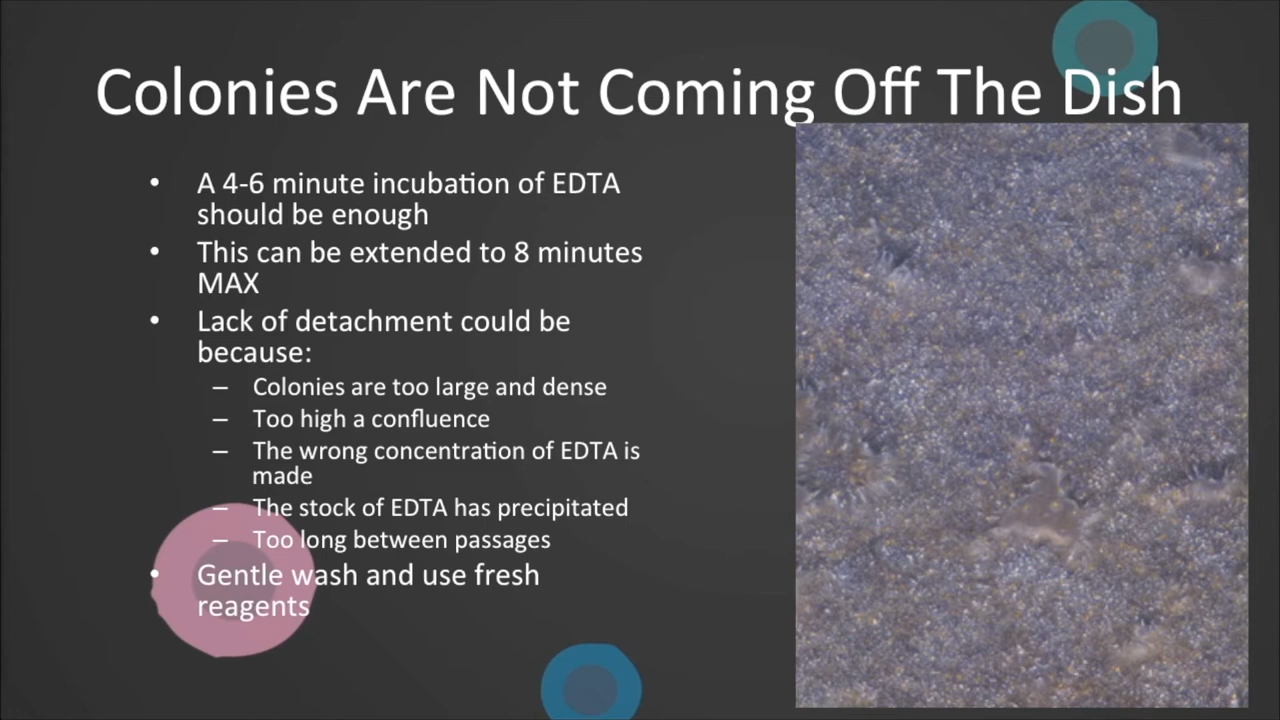 Colonies Are Not Coming Off The Dish
• A 4-6 minute incubation of EDTA
should be enough
• This can be extended to 8 minutes
MAX
• Lack of detachment could be
because:
– Colonies are too large and dense
– Too high a confluence
– The wrong concentration of EDTA is
made
– The stock of EDTA has precipitated
– Too long between passages
• Gentle wash and use fresh
reagents